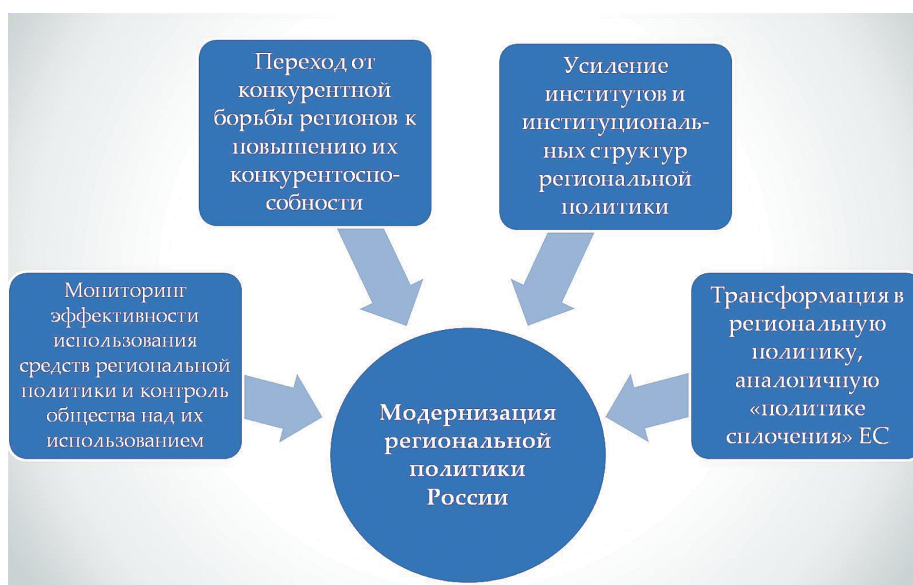 Переход от
конкурентной
борьбы регионов к
повышению их
конкурентоспо-
собности
Усиление
институтов и
институциональ-
ных структур
региональной
политики
Мониторинг
эффективности
использования
средств региональной
политики и контроль
общества над их
использованием
Трансформация в
региональную
политику,
аналогичную
«политике
сплочения» ЕС
Модернизация
региональной
политики
России